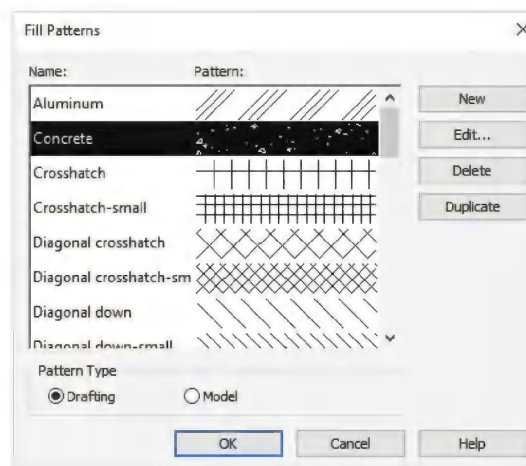 Fill Patterns
Name: Pattern:
Aluminum
New
Concrete
Edit...
Crosshatch
Delete
Crosshatch-small
Duplicate
Diagonal crosshatch
Diagonal crosshatch-sm
Diagonal down
Diagonal down-small
Pattern Type
Drafting Model
OK Cancel Help